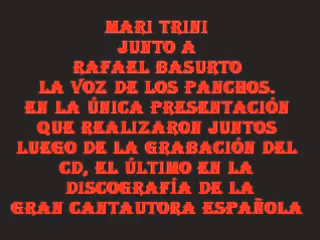 MARI TRINI
JUNTO A
RAFAEL BASURTO
LA VOZ DE LOS PANCHOS.
EN LA ÚNICA PRESENTACIÓN
QUE REALIZARON JUNTOS
LUEGO DE LA GRABACIÓN DEL
CD, EL ÚLTIMO EN LA
DISCOGRAFÍA DE LA
GRAN CANTAUTORA ESPAÑOLA